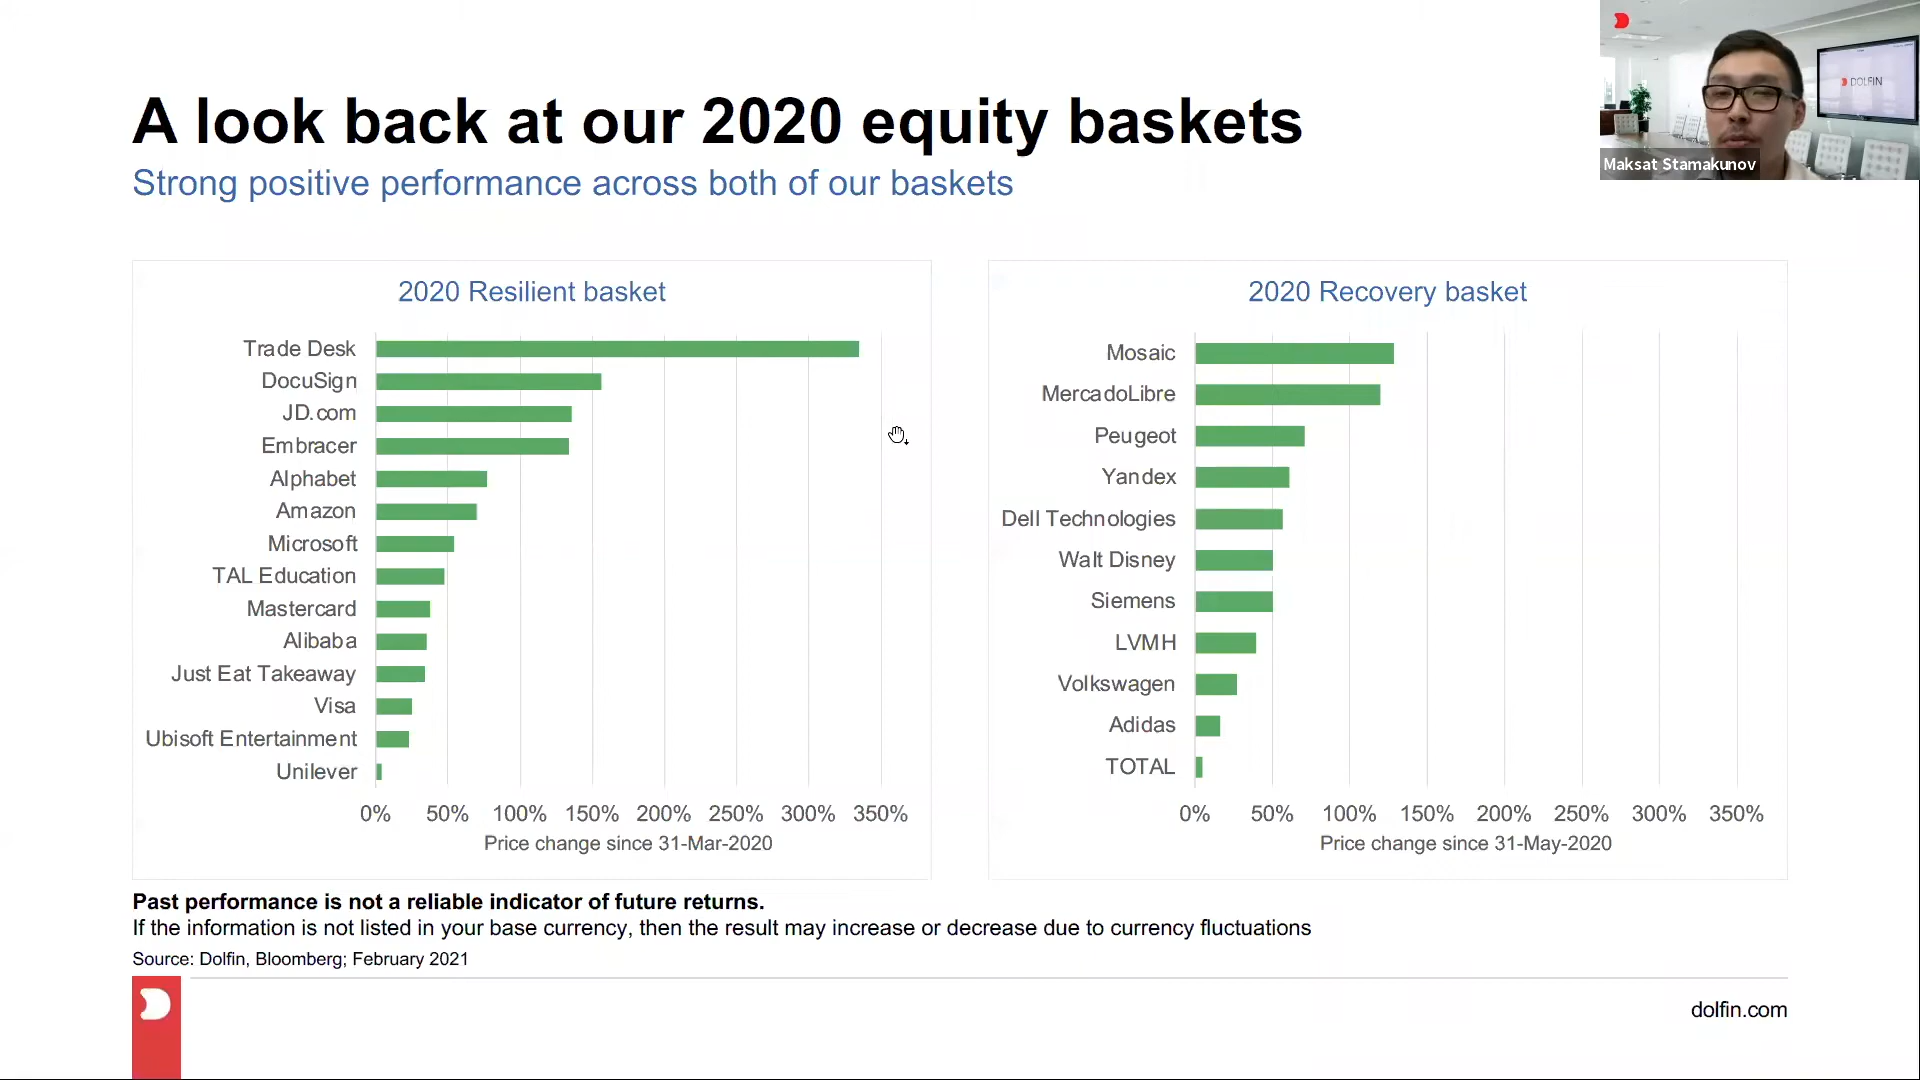 A look back at our 2020 equity baskets
Strong positive performance across both of our baskets
DOLFIN
Maksat Stamakunov
2020 Resilient basket
Trade Desk
DocuSign
JD.com
Embracer
Alphabet
Amazon
Microsoft
TAL Education
Mastercard
Alibaba
Just Eat Takeaway
Visa
Ubisoft Entertainment
Unilever
0% 50% 100% 150% 200% 250% 300% 350%
Price change since 31-Mar-2020
2020 Recovery basket
Mosaic
MercadoLibre
Peugeot
Yandex
Dell Technologies
Walt Disney
Siemens
LVMH
Volkswagen
Adidas
TOTAL
0% 50% 100% 150% 200% 250% 300% 350%
Price change since 31-May-2020
Past performance is not a reliable indicator of future returns.
If the information is not listed in your base currency, then the result may increase or decrease due to currency fluctuations
Source: Dolfin, Bloomberg; February 2021
dolfin.com